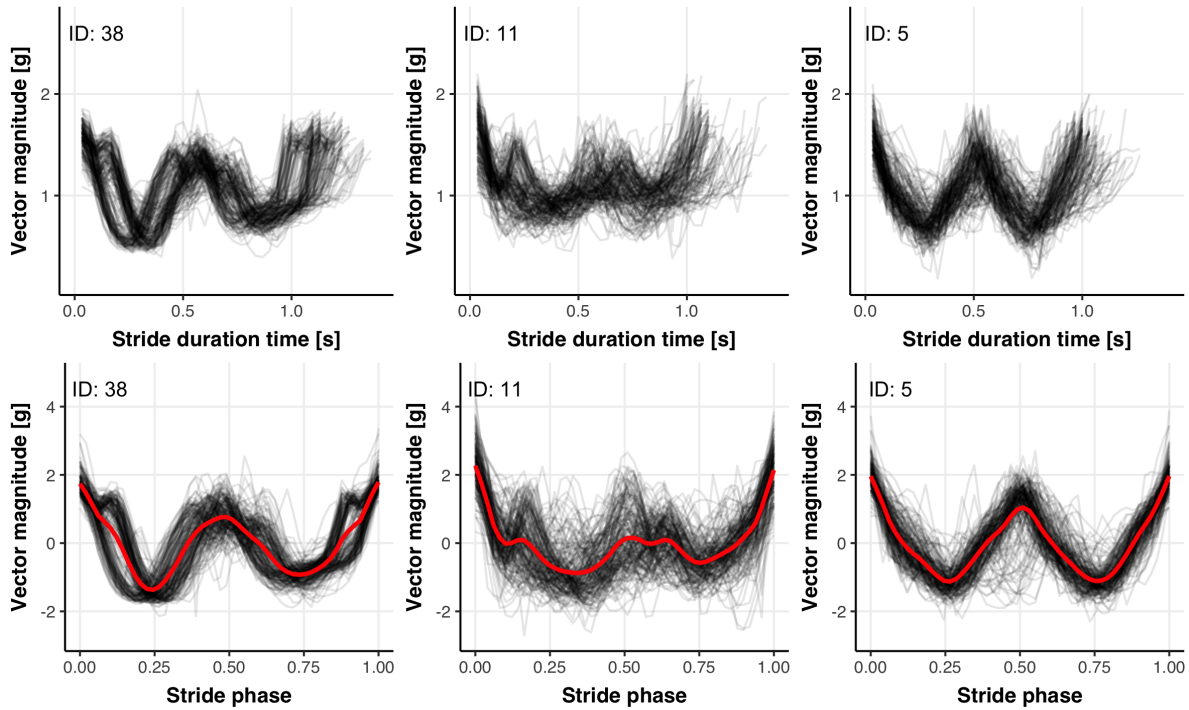 ID: 38
Vector magnitude [g]
2
1
0.0
0.5
1.0
Stride duration time [s]
ID: 11
Vector magnitude [g]
2
1
0.0
0.5
1.0
Stride duration time [s]
ID: 5
Vector magnitude [g]
2
1
0.0
0.5
1.0
Stride duration time [s]
ID: 38
Vector magnitude [g]
4
2
0
-2
0.00
0.25
0.50
0.75
1.00
Stride phase
ID: 11
Vector magnitude [g]
4
2
0
-2
0.00
0.25
0.50
0.75
1.00
Stride phase
ID: 5
Vector magnitude [g]
4
2
0
-2
0.00
0.25
0.50
0.75
1.00
Stride phase